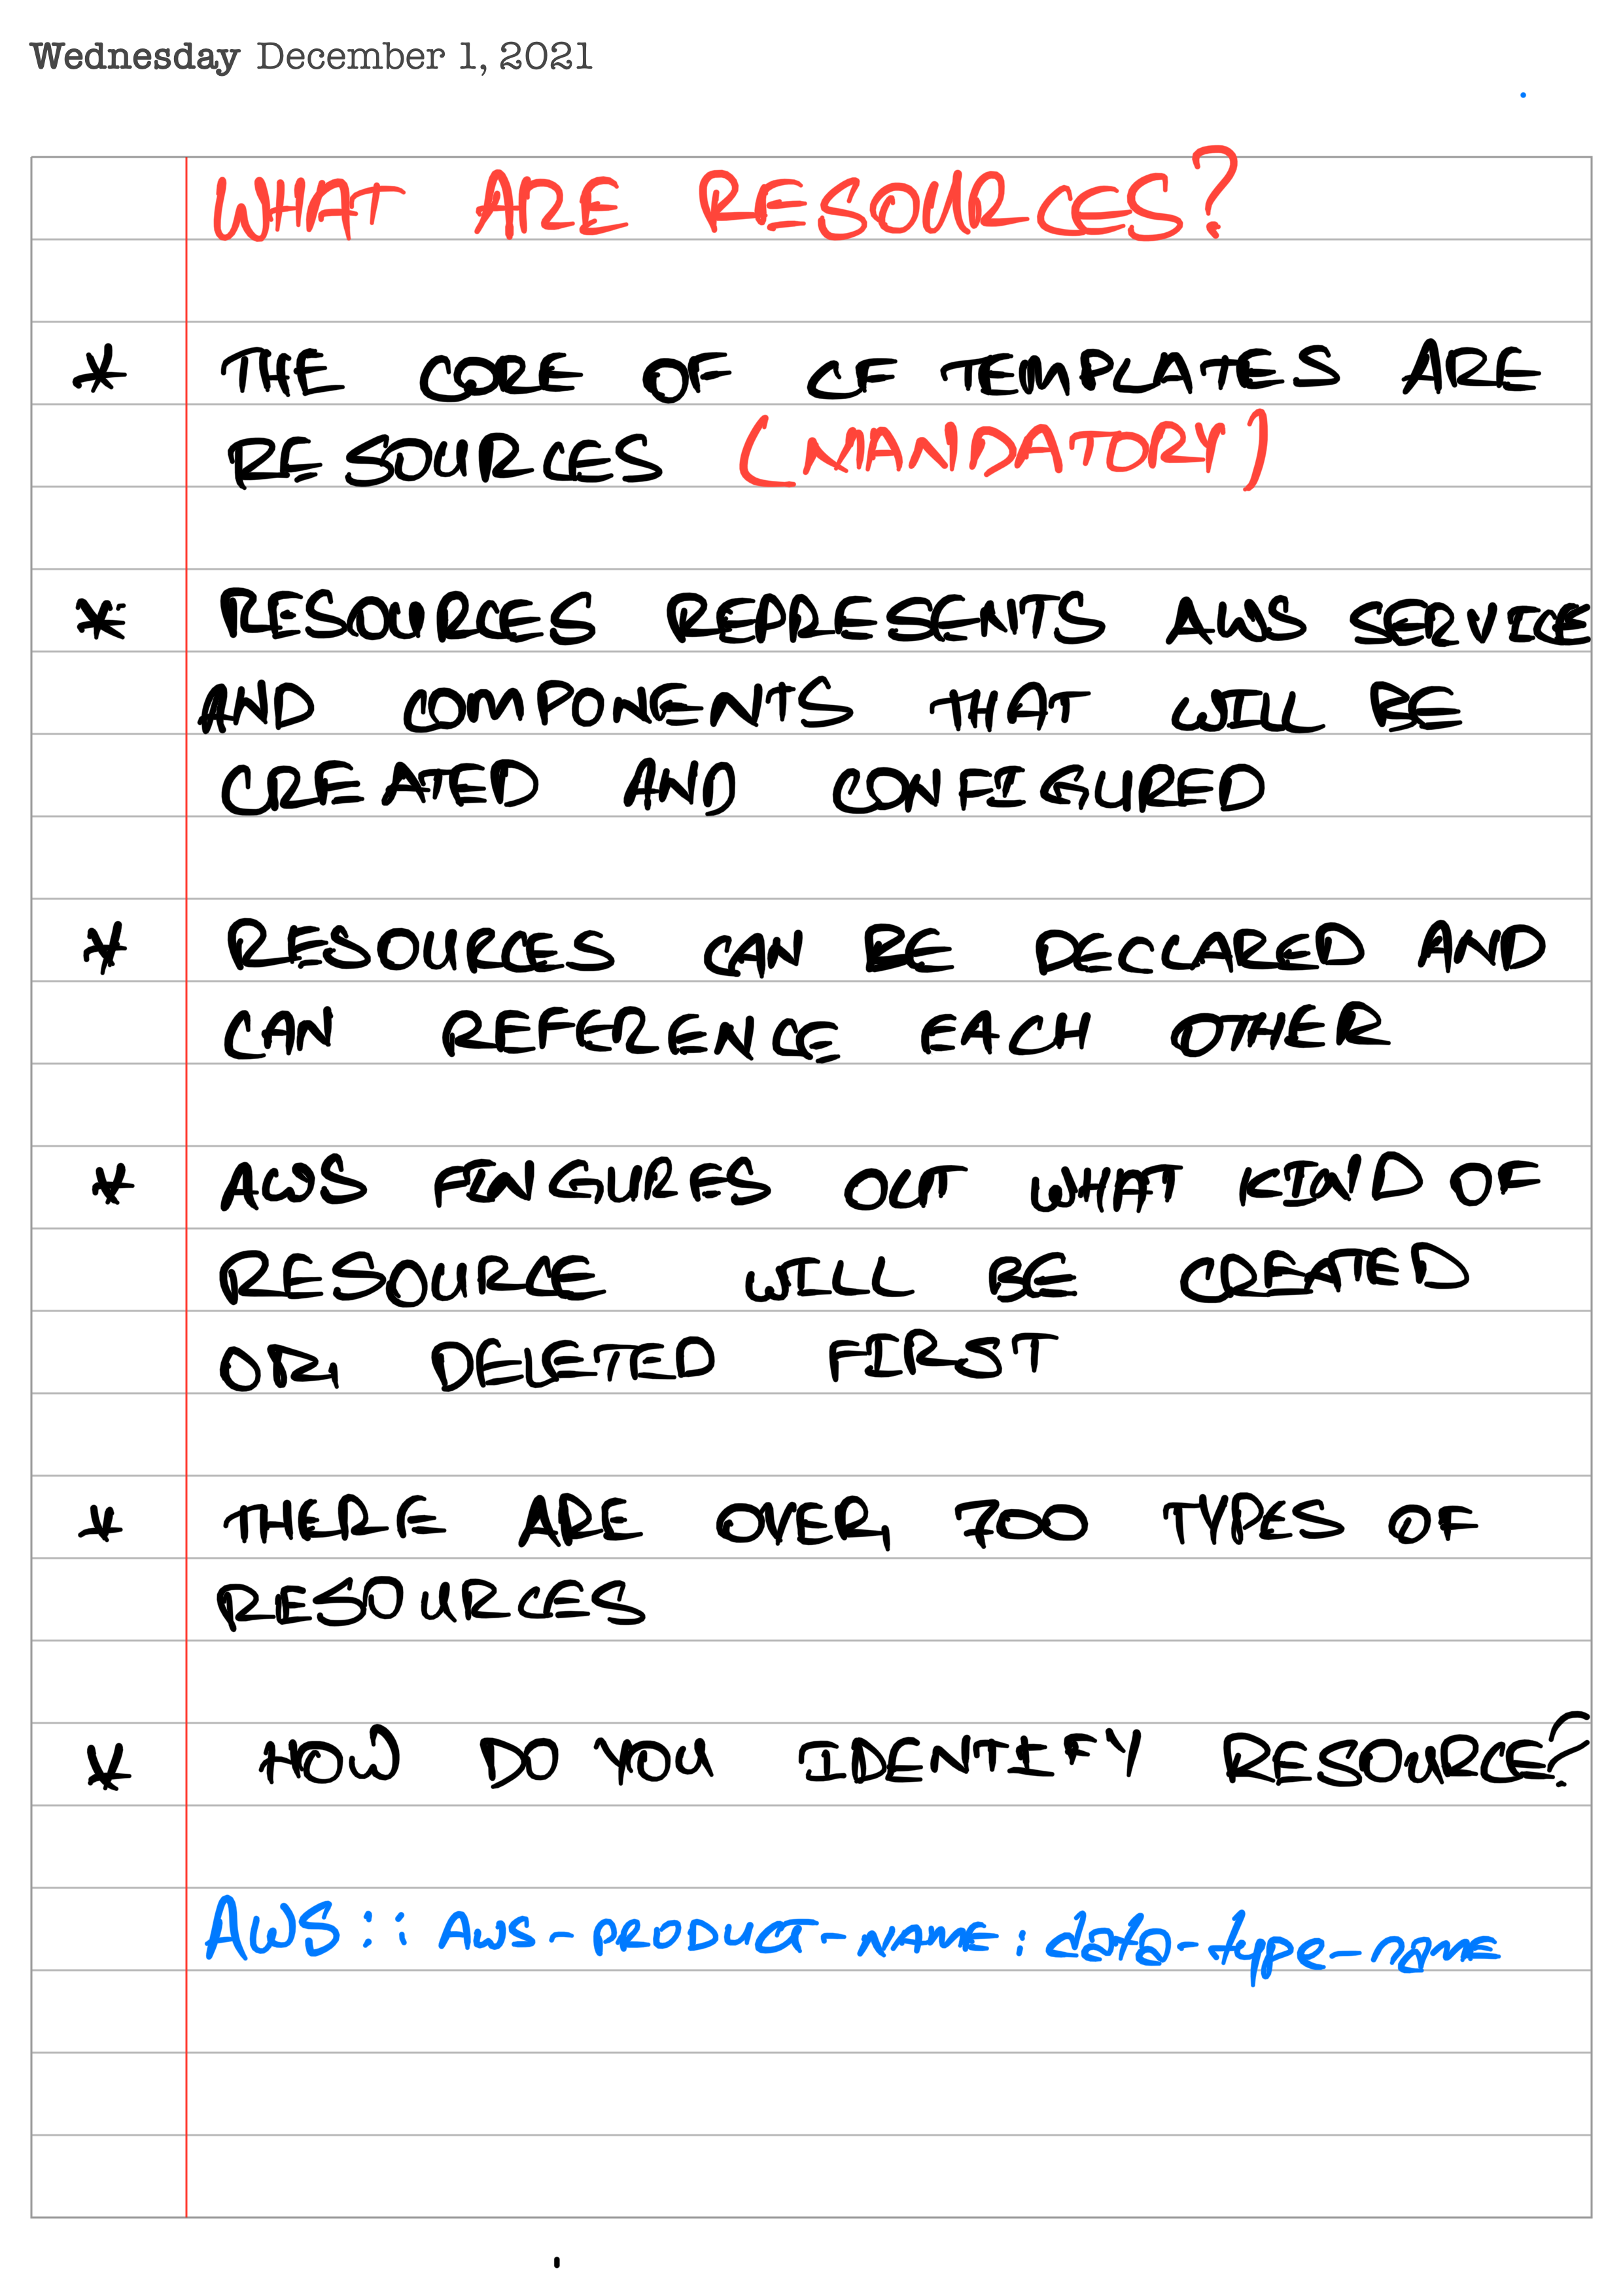 Wednesday December 1, 2021
WHAT ARE RESOURCES?
* THE CORE OF CF TEMPLATES ARE
RESOURCES (MANDATORY)
* RESOURCES REPRESENTS AWS SERVICE
AND COMPONENTS THAT WILL BE
CREATED AND CONFIGURED
* RESOURCES CAN BE DECLARED AND
CAN REFERENCE EACH OTHER
* AWS FINGURES OUT WHAT KIND OF
RESOURCE WILL BE CREATED
OR DELETED FIRST
* THERE ARE OVER 700 TYPES OF
RESOURCES
* HOW DO YOU IDENTIFY RESOURCE?
AWS :: AWS-PRODUCT-NAME: data-type-name